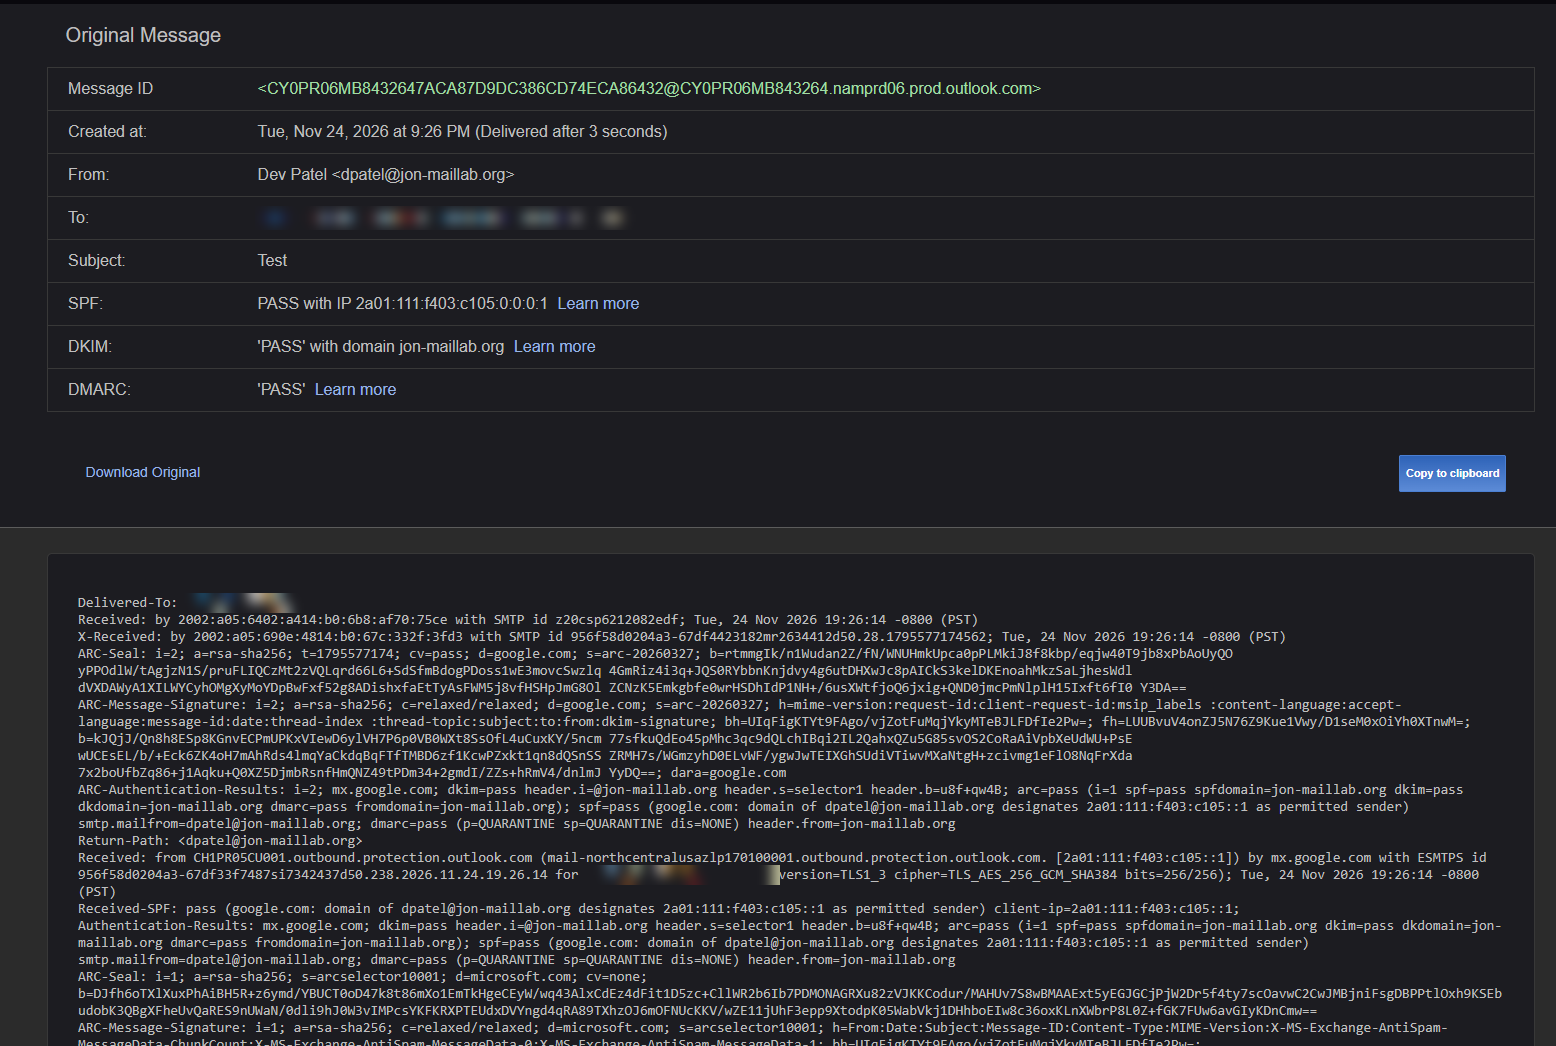 Original Message
Message ID <CY0PR06MB8432647ACA87D9DC386CD74ECA86432@CY0PR06MB843264.namprd06.prod.outlook.com>
Created at: Tue, Nov 24, 2026 at 9:26 PM (Delivered after 3 seconds)
From: Dev Patel <dpatel@jon-maillab.org>
To:
Subject: Test
SPF: PASS with IP 2a01:111:f403:c105:0:0:0:1 Learn more
DKIM: 'PASS' with domain jon-maillab.org Learn more
DMARC: 'PASS' Learn more
Download Original
Copy to clipboard
Delivered-To:
Received: by 2002:a05:6402:a414:b0:6b8:af70:75ce with SMTP id z20csp6212082edf; Tue, 24 Nov 2026 19:26:14 -0800 (PST)
X-Received: by 2002:a05:690e:4814:b0:67c:332f:3fd3 with SMTP id 956f58d0204a3-67df4423182mr2634412d50.28.1795577174562; Tue, 24 Nov 2026 19:26:14 -0800 (PST)
ARC-Seal: i=2; a=rsa-sha256; t=1795577174; cv=pass; d=google.com; s=arc-20260327; b=rtmmgIk/n1Wudan2Z/fN/WNUHmkUpca0pPLMkiJ8f8kbp/eqjw40T9jb8xPbAoUyQO
yPPOdlW/tAgjzN1S/pruFLIQCzMt2zVQLqrd66L6+SdSfmBdogPDoss1wE3movcSwzlq 4GmRiz4i3q+JQS0RYbbnKnjdvy4g6utDHXwJc8pAICkS3kelDKEnoahMkzSaLjhesWdl
dVXDAWyA1XILWYCyhOMgXyMoYDpBwFxf52g8ADishxfaEtTyAsFWM5j8vfHSHpJmG8Ol ZCNzK5Emkgbfe0wrHSDhIdP1NH+/6usXWtfjoQ6jxig+QND0jmcPmNlplH15Ixft6fI0 Y3DA==
ARC-Message-Signature: i=2; a=rsa-sha256; c=relaxed/relaxed; d=google.com; s=arc-20260327; h=mime-version:request-id:client-request-id:msip_labels :content-language:accept-
language:message-id:date:thread-index :thread-topic:subject:to:from:dkim-signature; bh=UIqFigKTYt9FAgo/vjZotFuMqjYkyMTeBJLFDfIe2Pw=; fh=LUUBvuV4onZJ5N76Z9Kue1Vwy/D1seM0xOiYh0XTnwM=;
b=kJQjJ/Qn8h8ESp8KGnvECPmUPKxVIewD6ylVH7P6p0VB0WXt8SsOfL4uCuxKY/5ncm 77sfkuQdEo45pMhc3qc9dQLchIBqi2IL2QahxQZu5G85svOS2CoRaAiVpbXeUdWU+PsE
wUCEsEL/b/+Eck6ZK4oH7mAhRds4lmqYaCkdqBqFTfTMBD6zf1KcwPZxkt1qn8dQSnSS ZRMH7s/WGmzyhD0ELvWF/ygwJwTEIXGhSUdiVTiwvMXaNtgH+zcivmg1eFlO8NqFrXda
7x2boUfbZq86+j1Aqku+Q0XZ5DjmbRsnfHmQNZ49tPDm34+2gmdI/ZZs+hRmV4/dnlmJ YyDQ==; dara=google.com
ARC-Authentication-Results: i=2; mx.google.com; dkim=pass header.i=@jon-maillab.org header.s=selector1 header.b=u8f+qw4B; arc=pass (i=1 spf=pass spfdomain=jon-maillab.org dkim=pass
dkdomain=jon-maillab.org dmarc=pass fromdomain=jon-maillab.org); spf=pass (google.com: domain of dpatel@jon-maillab.org designates 2a01:111:f403:c105::1 as permitted sender)
smtp.mailfrom=dpatel@jon-maillab.org; dmarc=pass (p=QUARANTINE sp=QUARANTINE dis=NONE) header.from=jon-maillab.org
Return-Path: <dpatel@jon-maillab.org>
Received: from CH1PR05CU001.outbound.protection.outlook.com (mail-northcentralusazlp170100001.outbound.protection.outlook.com. [2a01:111:f403:c105::1]) by mx.google.com with ESMTPS id
956f58d0204a3-67df33f7487si7342437d50.238.2026.11.24.19.26.14 for version=TLS1_3 cipher=TLS_AES_256_GCM_SHA384 bits=256/256); Tue, 24 Nov 2026 19:26:14 -0800
(PST)
Received-SPF: pass (google.com: domain of dpatel@jon-maillab.org designates 2a01:111:f403:c105::1 as permitted sender) client-ip=2a01:111:f403:c105::1;
Authentication-Results: mx.google.com; dkim=pass header.i=@jon-maillab.org header.s=selector1 header.b=u8f+qw4B; arc=pass (i=1 spf=pass spfdomain=jon-maillab.org dkim=pass dkdomain=jon-
maillab.org dmarc=pass fromdomain=jon-maillab.org); spf=pass (google.com: domain of dpatel@jon-maillab.org designates 2a01:111:f403:c105::1 as permitted sender)
smtp.mailfrom=dpatel@jon-maillab.org; dmarc=pass (p=QUARANTINE sp=QUARANTINE dis=NONE) header.from=jon-maillab.org
ARC-Seal: i=1; a=rsa-sha256; s=arcselector10001; d=microsoft.com; cv=none;
b=DJfh6oTXlXuxPhAiBH5R+z6ymd/YBUCT0oD47k8t86mXo1EmTkHgeCEyW/wq43AlxCdEz4dFit1D5zc+CllWR2b6Ib7PDMONAGRXu82zVJKKCodur/MAHUv7S8wBMAAExt5yEGJGCjPjW2Dr5f4ty7scOavwC2CwJMBjniFsgDBPPtlOxh9KSEb
udobK3QBgXFheUvQaRES9nUWaN/0dli9hJ0W3vIMPcsYKFKRXPTEUdxDVYngd4qRA89TXhzOJ6mOFNUcKKV/wZE11jUhF3epp9XtodpK05WabVkj1DHhboEIw8c36oxKLnXWbrP8L0Z+fGK7FUw6avGIyKDnCmw==
ARC-Message-Signature: i=1; a=rsa-sha256; c=relaxed/relaxed; d=microsoft.com; s=arcselector10001; h=From:Date:Subject:Message-ID:Content-Type:MIME-Version:X-MS-Exchange-AntiSpam-
MessageData-ChunkCount:X-MS-Exchange-AntiSpam-MessageData-0:X-MS-Exchange-AntiSpam-MessageData-1; bh=UIqFigKTYt9FAgo/vjZotFuMqjYkyMTeBJLFDfIe2Pw=;